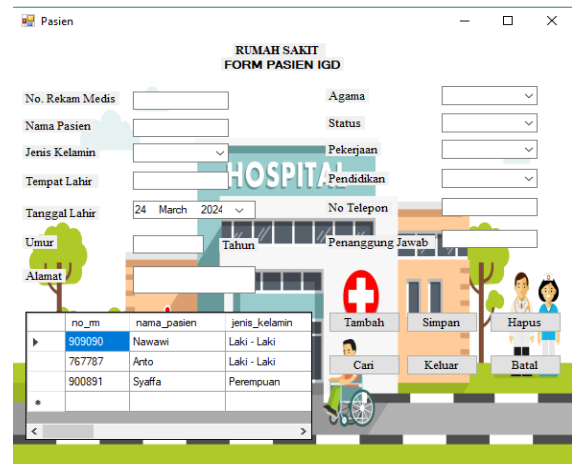 Pasien
RUMAH SAKIT
FORM PASIEN IGD
No. Rekam Medis
Nama Pasien
Jenis Kelamin
Tempat Lahir
Tanggal Lahir 24 March 2024
Umur Tahun
Alamat
Agama
Status
Pekerjaan
Pendidikan
No Telepon
Penanggung Jawab
HOSPITAL
no_rm nama_pasien jenis_kelamin
909090 Nawawi Laki - Laki
767787 Anto Laki - Laki
900891 Syaffa Perempuan
Tambah Simpan Hapus
Cari Keluar Batal